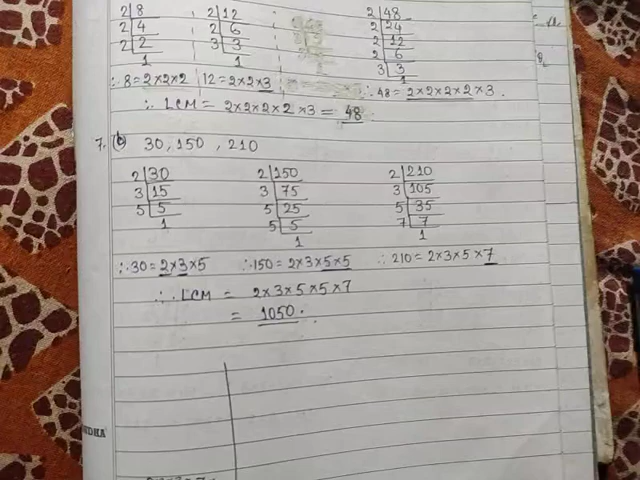 2 8   2 12   2 48
2 4   2 6   2 24
2 2   3 3   2 12
1   1   2 6
3 3
1
∴ 8 = 2×2×2   12 = 2×2×3   ∴ 48 = 2×2×2×2×3.
∴ LCM = 2×2×2×2×3 = 48
7. (b) 30, 150, 210
2 30   2 150   2 210
3 15   3 75   3 105
5 5   5 25   5 35
1   5 5   7 7
1   1
∴ 30 = 2×3×5   ∴ 150 = 2×3×5×5   ∴ 210 = 2×3×5×7
∴ LCM = 2×3×5×5×7
= 1050.